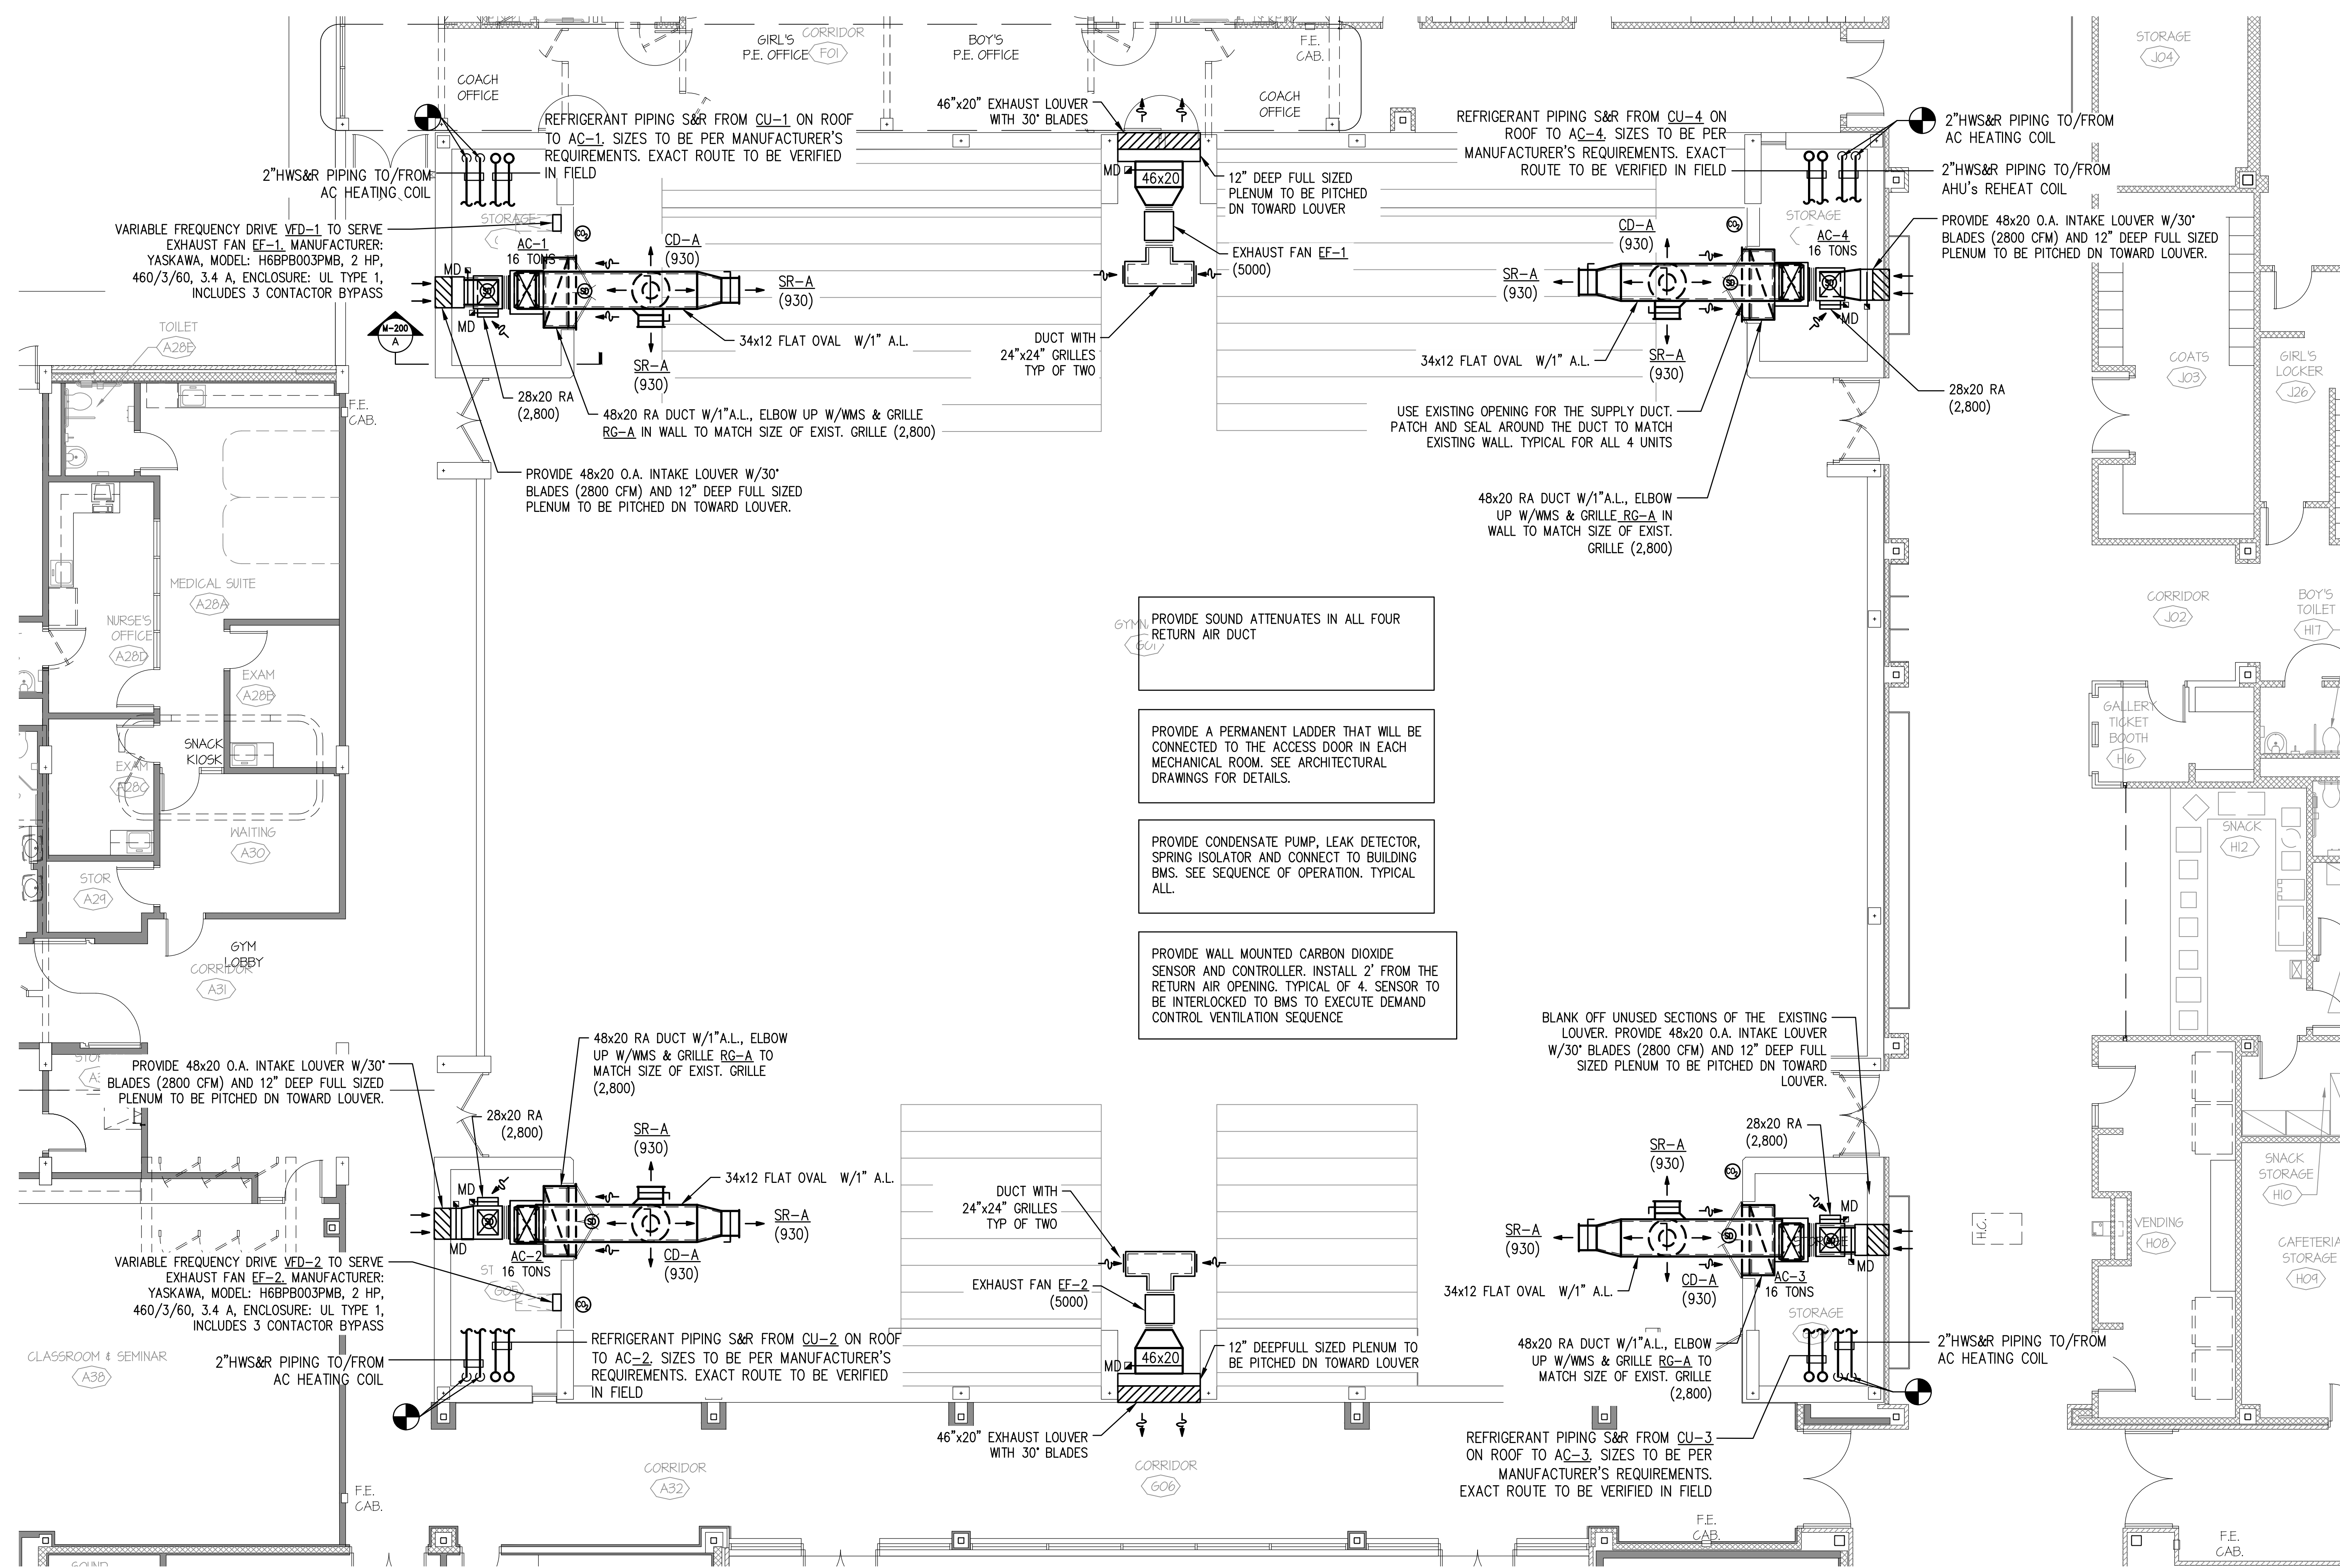 STORAGE
J04
GIRL'S
P.E. OFFICE
CORRIDOR
F01
BOY'S
P.E. OFFICE
F.E.
CAB.
COACH
OFFICE
COACH
OFFICE
REFRIGERANT PIPING S&R FROM CU-1 ON ROOF
TO AC-1. SIZES TO BE PER MANUFACTURER'S
REQUIREMENTS. EXACT ROUTE TO BE VERIFIED
IN FIELD
46"x20" EXHAUST LOUVER
WITH 30° BLADES
REFRIGERANT PIPING S&R FROM CU-4 ON
ROOF TO AC-4. SIZES TO BE PER
MANUFACTURER'S REQUIREMENTS. EXACT
ROUTE TO BE VERIFIED IN FIELD
2"HWS&R PIPING TO/FROM
AC HEATING COIL
2"HWS&R PIPING TO/FROM
AHU's REHEAT COIL
2"HWS&R PIPING TO/FROM
AC HEATING COIL
MD
46x20
12" DEEP FULL SIZED
PLENUM TO BE PITCHED
DN TOWARD LOUVER
VARIABLE FREQUENCY DRIVE VFD-1 TO SERVE
EXHAUST FAN EF-1. MANUFACTURER:
YASKAWA, MODEL: H6BPB003PMB, 2 HP,
460/3/60, 3.4 A, ENCLOSURE: UL TYPE 1,
INCLUDES 3 CONTACTOR BYPASS
STORAGE
CO2
AC-1
16 TONS
CD-A
(930)
MD
SD
SD
SR-A
(930)
MD
EXHAUST FAN EF-1
(5000)
CD-A
(930)
CO2
STORAGE
AC-4
16 TONS
PROVIDE 48x20 O.A. INTAKE LOUVER W/30°
BLADES (2800 CFM) AND 12" DEEP FULL SIZED
PLENUM TO BE PITCHED DN TOWARD LOUVER.
SR-A
(930)
SD
SD
MD
M-200
A
TOILET
A28E
34x12 FLAT OVAL W/1" A.L.
SR-A
(930)
DUCT WITH
24"x24" GRILLES
TYP OF TWO
34x12 FLAT OVAL W/1" A.L.
SR-A
(930)
COATS
J03
GIRL'S
LOCKER
J26
28x20 RA
(2,800)
F.E.
CAB.
28x20 RA
(2,800)
48x20 RA DUCT W/1"A.L., ELBOW UP W/WMS & GRILLE
RG-A IN WALL TO MATCH SIZE OF EXIST. GRILLE (2,800)
USE EXISTING OPENING FOR THE SUPPLY DUCT.
PATCH AND SEAL AROUND THE DUCT TO MATCH
EXISTING WALL. TYPICAL FOR ALL 4 UNITS
PROVIDE 48x20 O.A. INTAKE LOUVER W/30°
BLADES (2800 CFM) AND 12" DEEP FULL SIZED
PLENUM TO BE PITCHED DN TOWARD LOUVER.
48x20 RA DUCT W/1"A.L., ELBOW
UP W/WMS & GRILLE RG-A IN
WALL TO MATCH SIZE OF EXIST.
GRILLE (2,800)
MEDICAL SUITE
A28A
NURSE'S
OFFICE
A28D
EXAM
A28B
CORRIDOR
J02
BOY'S
TOILET
H17
G01
PROVIDE SOUND ATTENUATES IN ALL FOUR
RETURN AIR DUCT
PROVIDE A PERMANENT LADDER THAT WILL BE
CONNECTED TO THE ACCESS DOOR IN EACH
MECHANICAL ROOM. SEE ARCHITECTURAL
DRAWINGS FOR DETAILS.
GALLERY
TICKET
BOOTH
H16
SNACK
KIOSK
EXAM
A28C
WAITING
A30
STOR
A29
PROVIDE CONDENSATE PUMP, LEAK DETECTOR,
SPRING ISOLATOR AND CONNECT TO BUILDING
BMS. SEE SEQUENCE OF OPERATION. TYPICAL
ALL.
SNACK
H12
GYM
LOBBY
CORRIDOR
A31
PROVIDE WALL MOUNTED CARBON DIOXIDE
SENSOR AND CONTROLLER. INSTALL 2' FROM THE
RETURN AIR OPENING. TYPICAL OF 4. SENSOR TO
BE INTERLOCKED TO BMS TO EXECUTE DEMAND
CONTROL VENTILATION SEQUENCE
PROVIDE 48x20 O.A. INTAKE LOUVER W/30°
BLADES (2800 CFM) AND 12" DEEP FULL SIZED
PLENUM TO BE PITCHED DN TOWARD LOUVER.
48x20 RA DUCT W/1"A.L., ELBOW
UP W/WMS & GRILLE RG-A TO
MATCH SIZE OF EXIST. GRILLE
(2,800)
BLANK OFF UNUSED SECTIONS OF THE EXISTING
LOUVER. PROVIDE 48x20 O.A. INTAKE LOUVER
W/30° BLADES (2800 CFM) AND 12" DEEP FULL
SIZED PLENUM TO BE PITCHED DN TOWARD
LOUVER.
28x20 RA
(2,800)
SR-A
(930)
28x20 RA
(2,800)
SR-A
(930)
CO2
SNACK
STORAGE
H10
MD
SD
SD
MD
34x12 FLAT OVAL W/1" A.L.
SR-A
(930)
DUCT WITH
24"x24" GRILLES
TYP OF TWO
SR-A
(930)
SD
MD
MD
H.C.
VENDING
H08
CAFETERIA
STORAGE
H09
VARIABLE FREQUENCY DRIVE VFD-2 TO SERVE
EXHAUST FAN EF-2. MANUFACTURER:
YASKAWA, MODEL: H6BPB003PMB, 2 HP,
460/3/60, 3.4 A, ENCLOSURE: UL TYPE 1,
INCLUDES 3 CONTACTOR BYPASS
AC-2
16 TONS
G05
CO2
CD-A
(930)
EXHAUST FAN EF-2
(5000)
34x12 FLAT OVAL W/1" A.L.
CD-A
(930)
AC-3
16 TONS
STORAGE
REFRIGERANT PIPING S&R FROM CU-2 ON ROOF
TO AC-2. SIZES TO BE PER MANUFACTURER'S
REQUIREMENTS. EXACT ROUTE TO BE VERIFIED
IN FIELD
CLASSROOM & SEMINAR
A38
2"HWS&R PIPING TO/FROM
AC HEATING COIL
MD
46x20
12" DEEPFULL SIZED PLENUM TO
BE PITCHED DN TOWARD LOUVER
48x20 RA DUCT W/1"A.L., ELBOW
UP W/WMS & GRILLE RG-A TO
MATCH SIZE OF EXIST. GRILLE
(2,800)
2"HWS&R PIPING TO/FROM
AC HEATING COIL
46"x20" EXHAUST LOUVER
WITH 30° BLADES
REFRIGERANT PIPING S&R FROM CU-3
ON ROOF TO AC-3. SIZES TO BE PER
MANUFACTURER'S REQUIREMENTS.
EXACT ROUTE TO BE VERIFIED IN FIELD
CORRIDOR
A32
CORRIDOR
G06
F.E.
CAB.
F.E.
CAB.
F.E.
CAB.